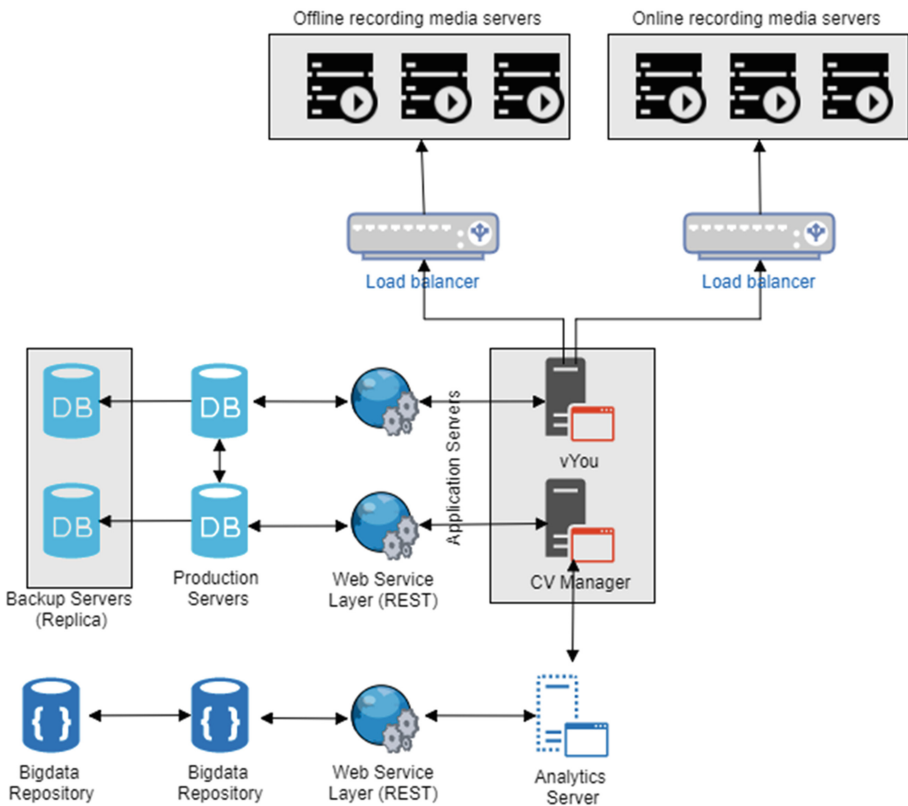 Offline recording media servers
Online recording media servers
Load balancer
Load balancer
DB
DB
Application Servers
vYou
DB
DB
CV Manager
Backup Servers
(Replica)
Production
Servers
Web Service
Layer (REST)
{ }
{ }
Bigdata
Repository
Bigdata
Repository
Web Service
Layer (REST)
Analytics
Server